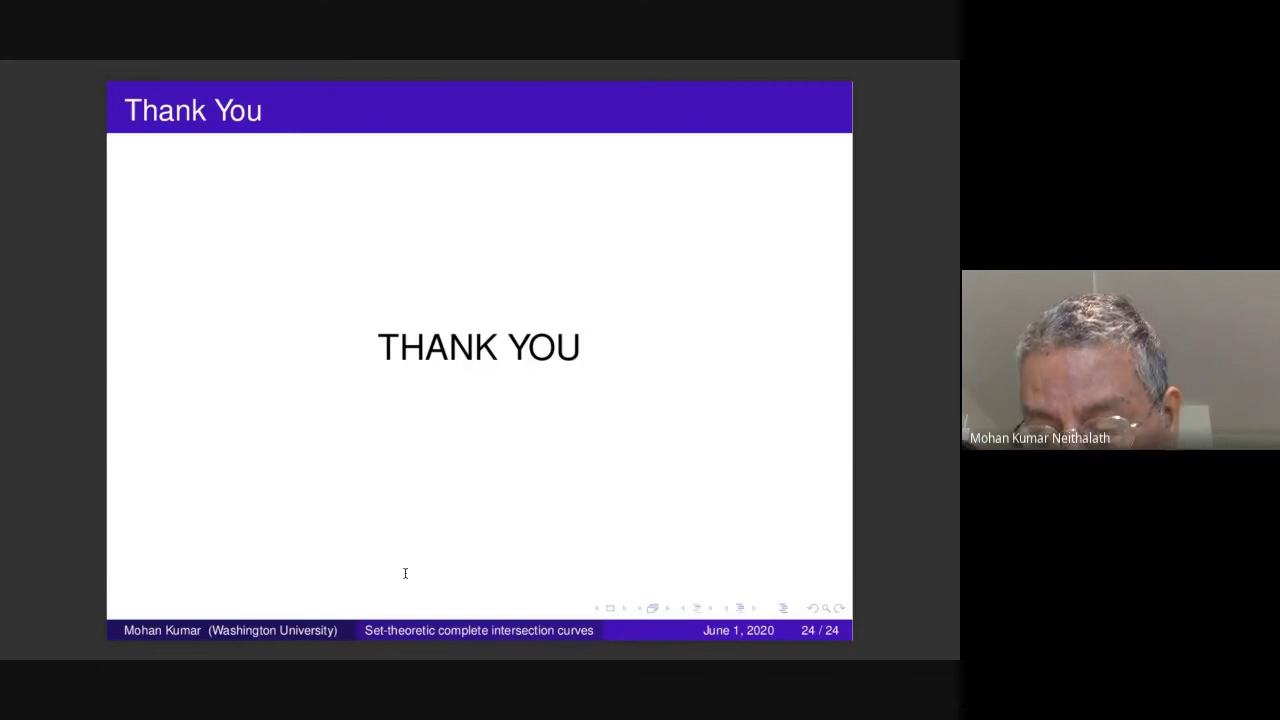 Thank You
THANK YOU
Mohan Kumar Neithalath
Mohan Kumar (Washington University) Set-theoretic complete intersection curves June 1, 2020 24 / 24